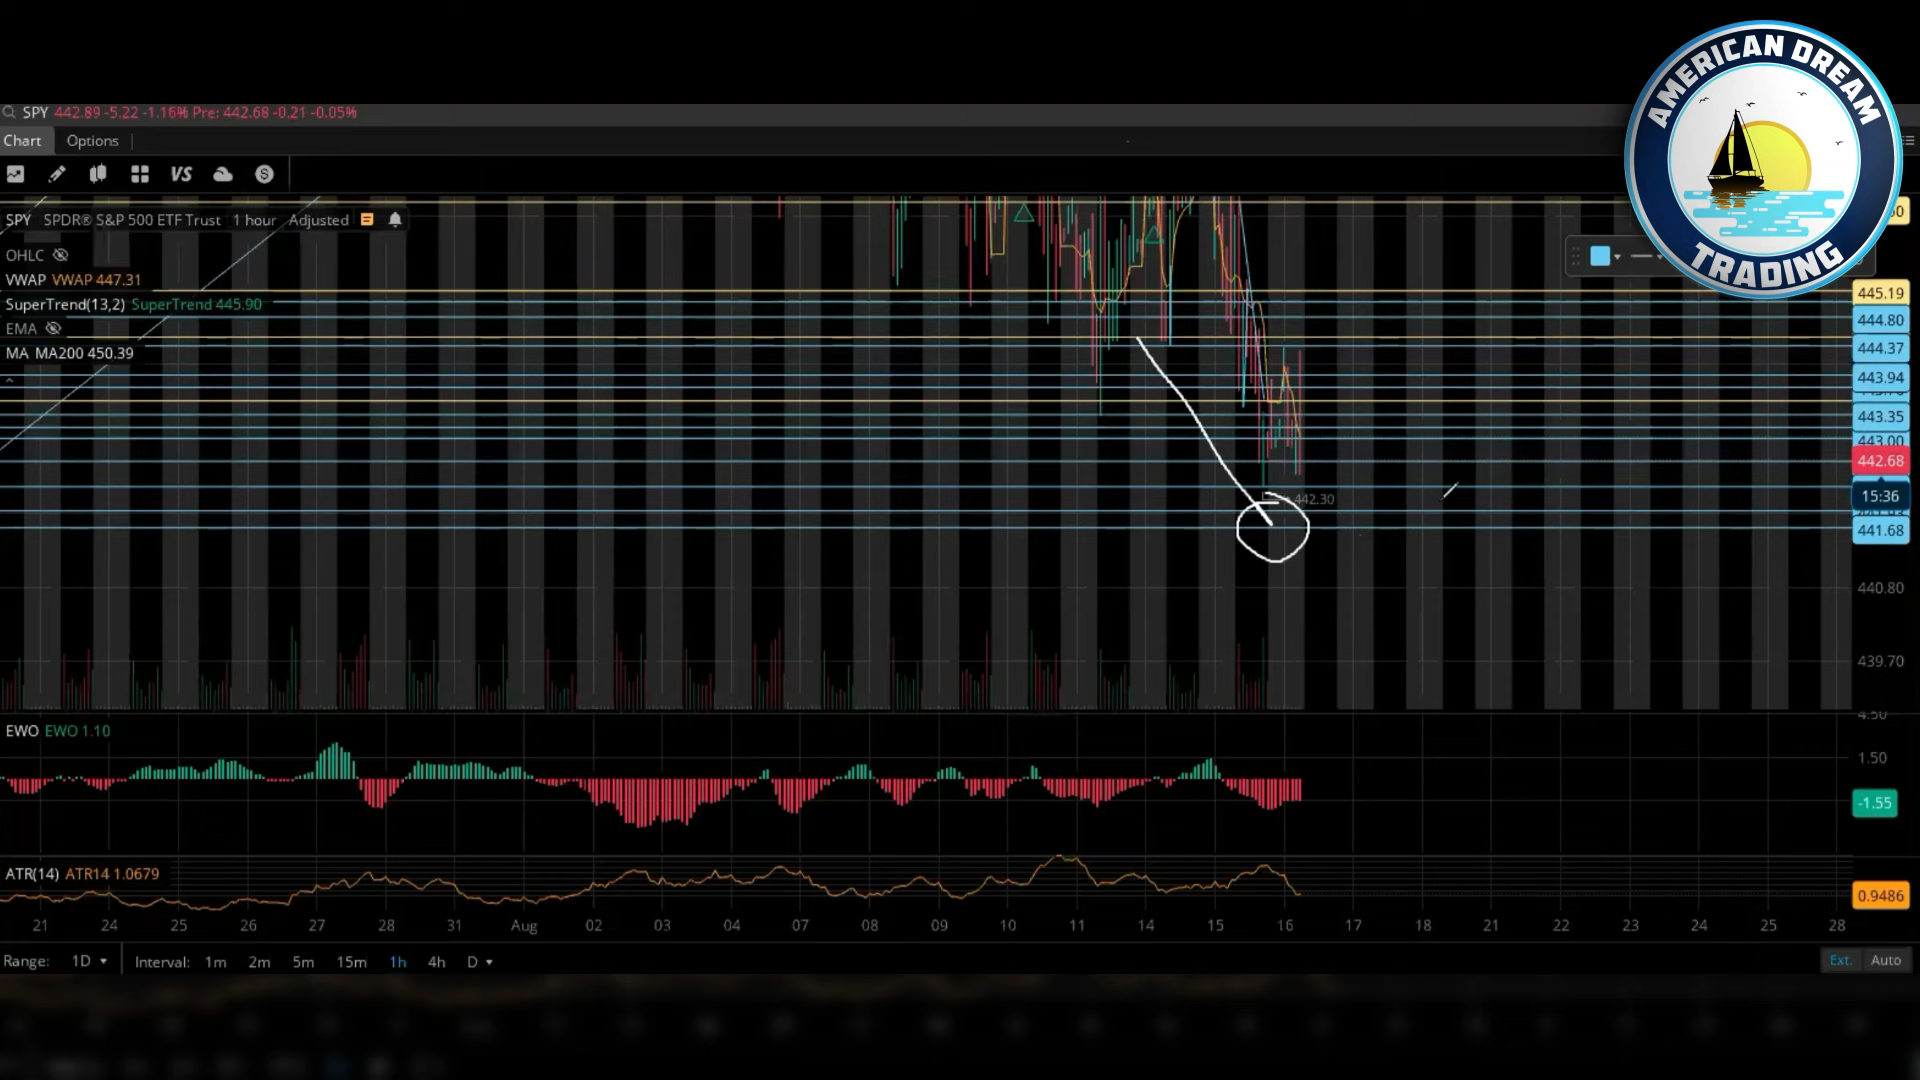 AMERICAN DREAM
TRADING
SPY 442.89 -5.22 -1.16% Pre: 442.68 -0.21 -0.05%
Chart Options
VS S
SPY SPDR® S&P 500 ETF Trust 1 hour Adjusted
OHLC
VWAP VWAP 447.31
445.19
SuperTrend(13,2) SuperTrend 445.90
444.80
EMA
444.37
MA MA200 450.39
443.94
443.35
443.00
442.68
442.30
15:36
441.68
440.80
439.70
4.50
EWO EWO 1.10
1.50
-1.55
ATR(14) ATR14 1.0679
0.9486
21 24 25 26 27 28 31 Aug 02 03 04 07 08 09 10 11 14 15 16 17 18 21 22 23 24 25 28
Range: 1D Interval: 1m 2m 5m 15m 1h 4h D Ext. Auto